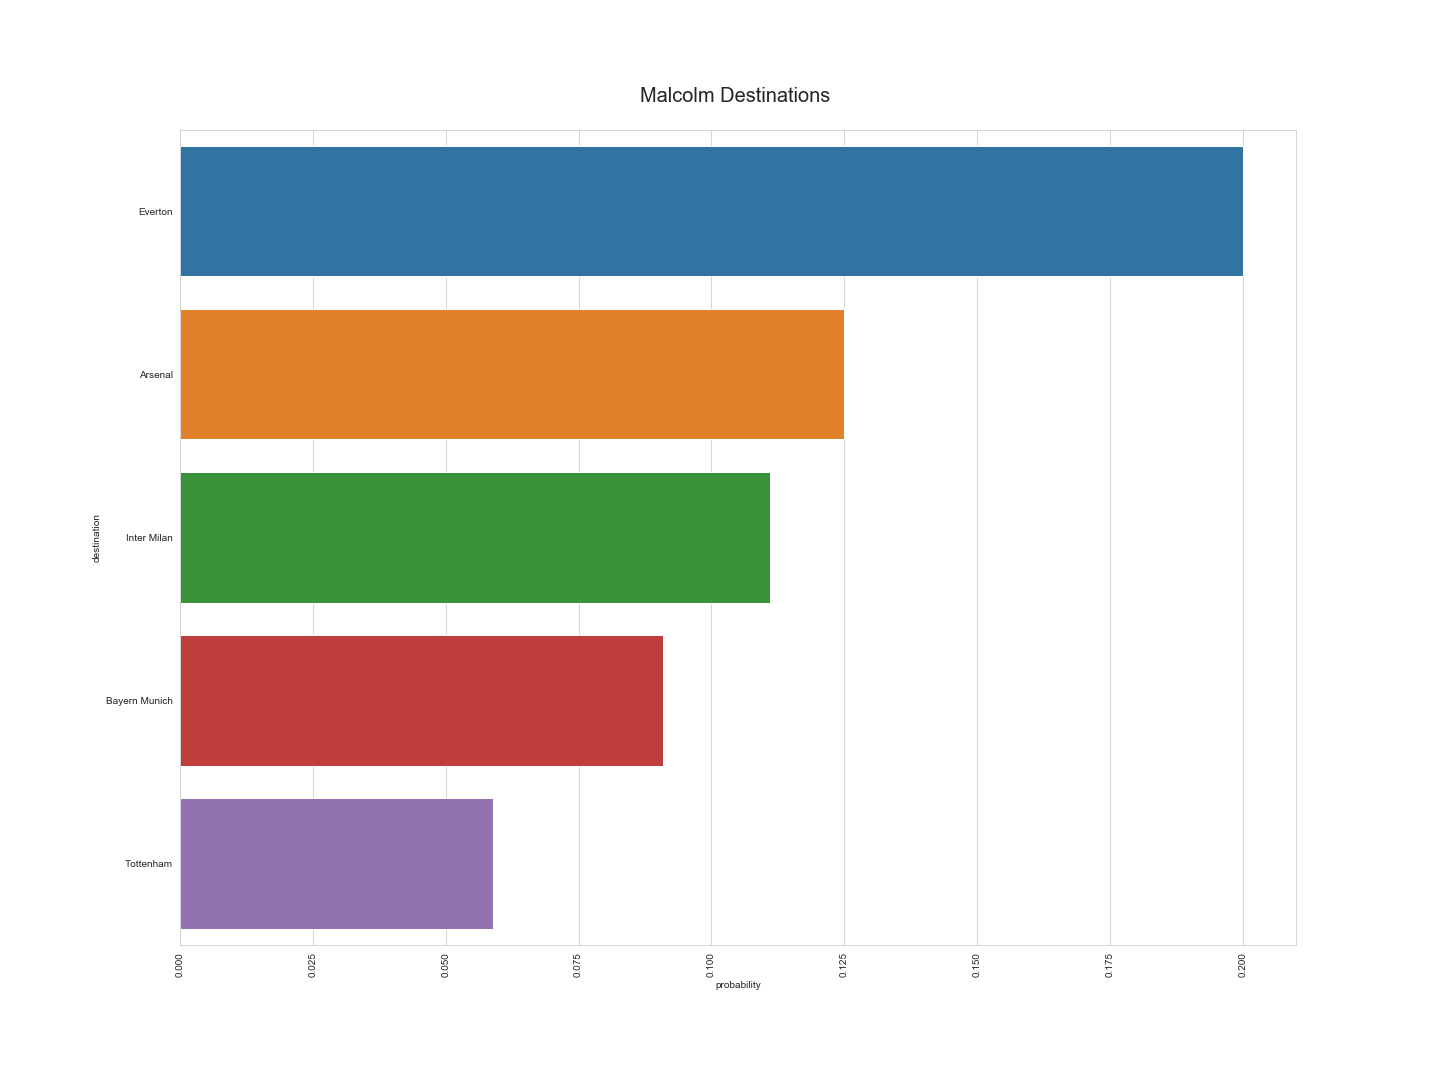 Malcolm Destinations
Everton
Arsenal
Inter Milan
Bayern Munich
Tottenham
destination
0.000
0.025
0.050
0.075
0.100
0.125
0.150
0.175
0.200
probability